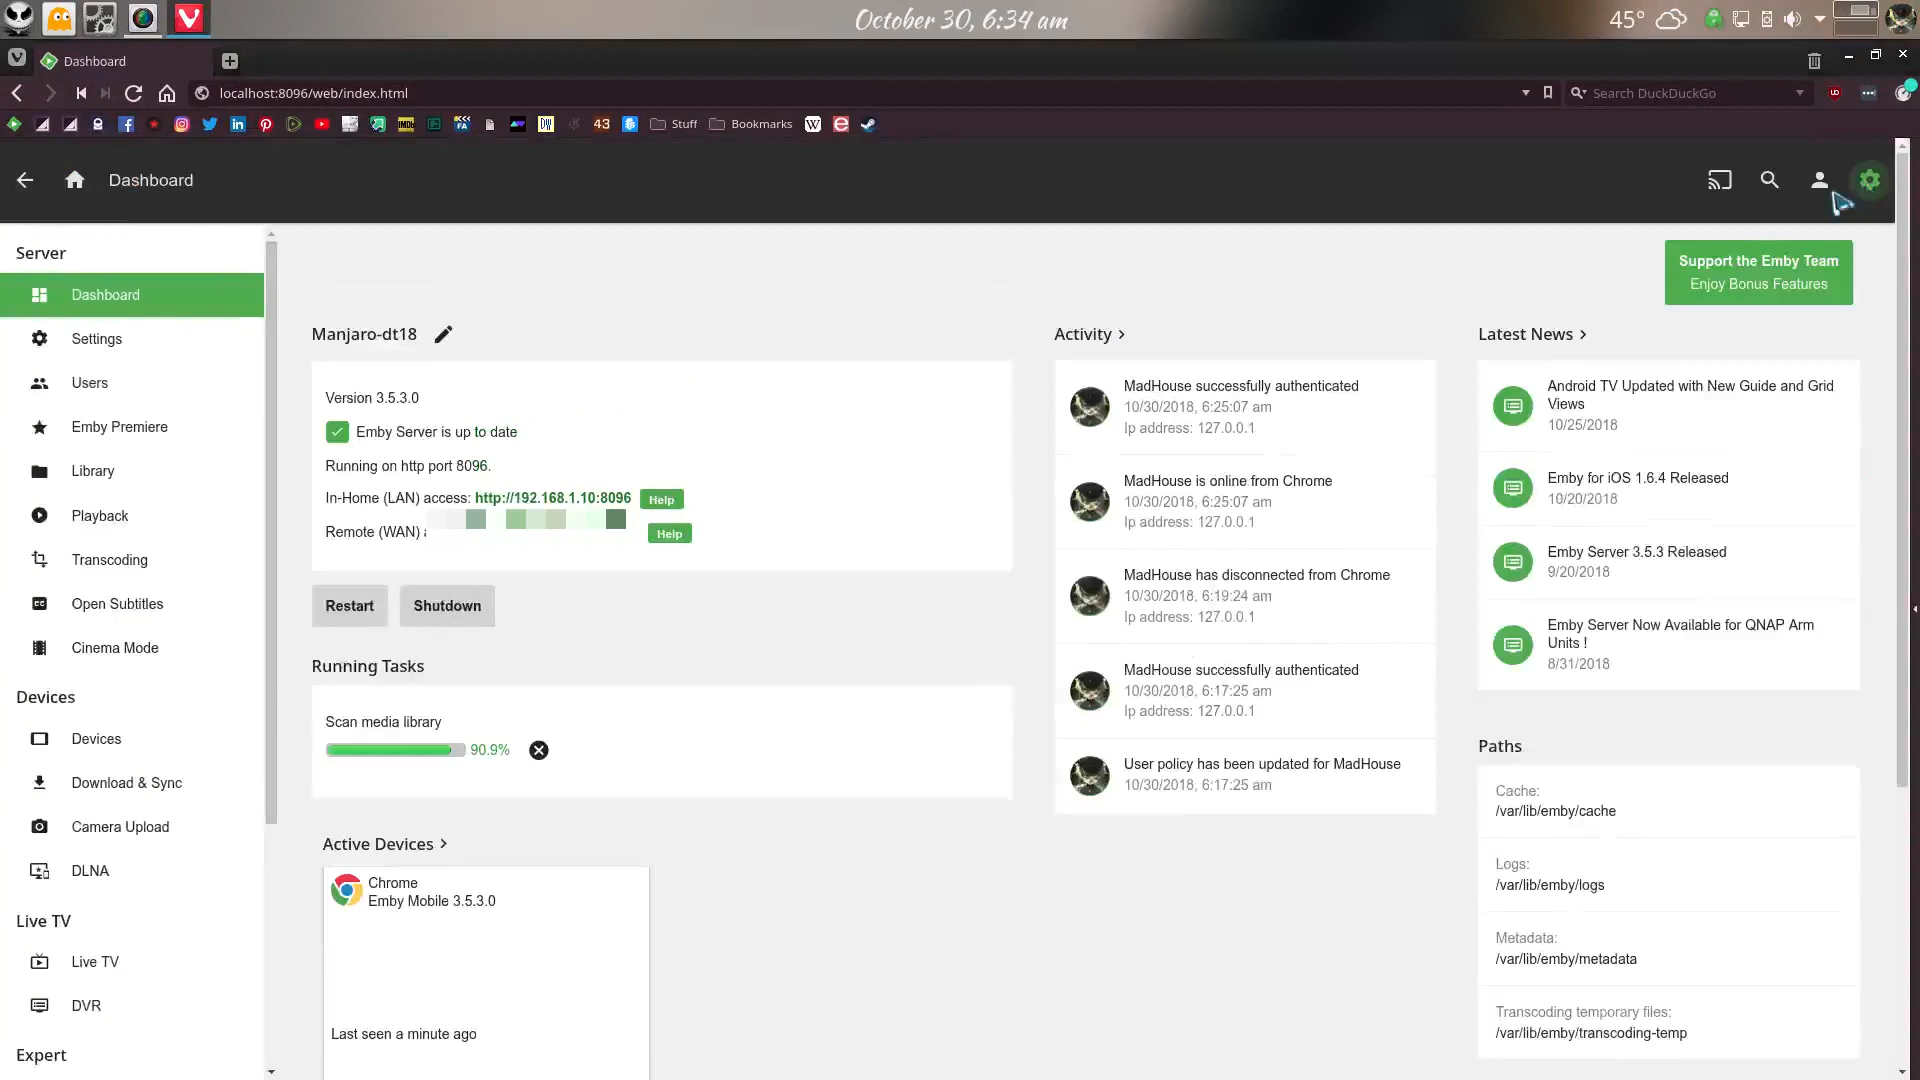 October 30, 6:34 am
45°
Dashboard
localhost:8096/web/index.html
Search DuckDuckGo
43
Stuff
Bookmarks
Dashboard
Server
Dashboard
Settings
Users
Emby Premiere
Library
Playback
Transcoding
Open Subtitles
Cinema Mode
Devices
Devices
Download & Sync
Camera Upload
DLNA
Live TV
Live TV
DVR
Expert
Support the Emby Team
Enjoy Bonus Features
Manjaro-dt18
Version 3.5.3.0
Emby Server is up to date
Running on http port 8096.
In-Home (LAN) access: http://192.168.1.10:8096 Help
Remote (WAN) Help
Restart
Shutdown
Running Tasks
Scan media library
90.9%
Active Devices
Chrome
Emby Mobile 3.5.3.0
Last seen a minute ago
Activity
MadHouse successfully authenticated
10/30/2018, 6:25:07 am
Ip address: 127.0.0.1
MadHouse is online from Chrome
10/30/2018, 6:25:07 am
Ip address: 127.0.0.1
MadHouse has disconnected from Chrome
10/30/2018, 6:19:24 am
Ip address: 127.0.0.1
MadHouse successfully authenticated
10/30/2018, 6:17:25 am
Ip address: 127.0.0.1
User policy has been updated for MadHouse
10/30/2018, 6:17:25 am
Latest News
Android TV Updated with New Guide and Grid
Views
10/25/2018
Emby for iOS 1.6.4 Released
10/20/2018
Emby Server 3.5.3 Released
9/20/2018
Emby Server Now Available for QNAP Arm
Units !
8/31/2018
Paths
Cache:
/var/lib/emby/cache
Logs:
/var/lib/emby/logs
Metadata:
/var/lib/emby/metadata
Transcoding temporary files:
/var/lib/emby/transcoding-temp